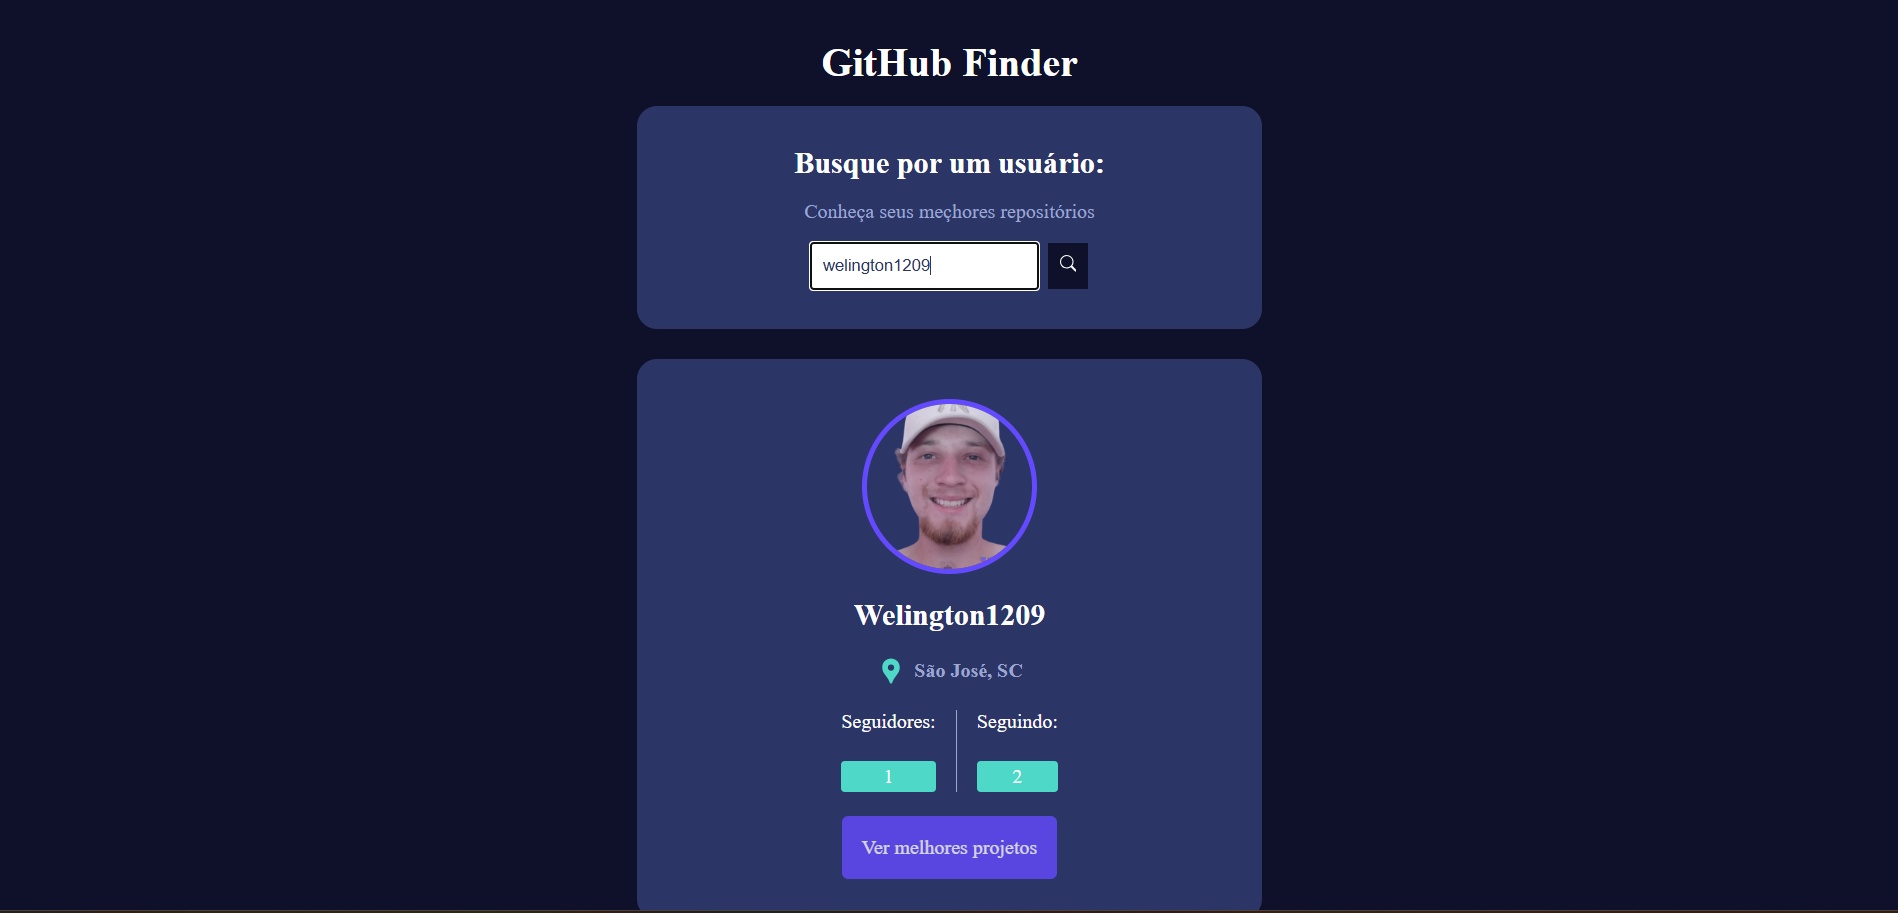 GitHub Finder
Busque por um usuário:
Conheça seus meçhores repositórios
welington1209
Welington1209
São José, SC
Seguidores: Seguindo:
1 2
Ver melhores projetos